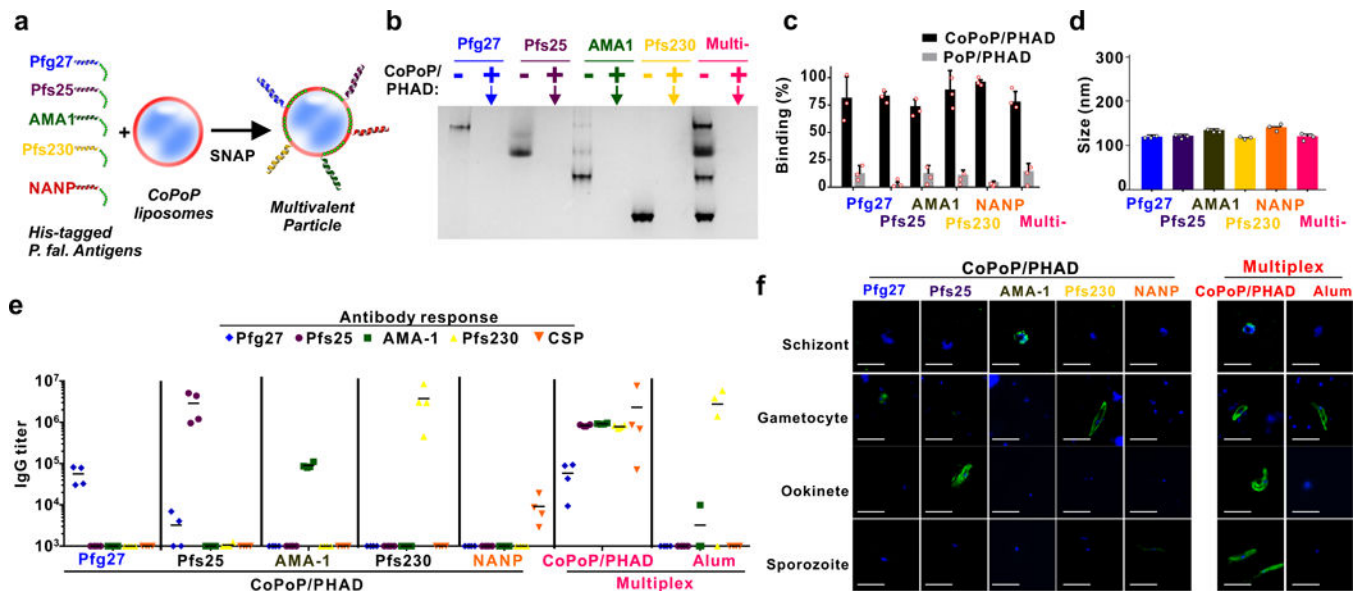 a
Pfg27
Pfs25
AMA1
Pfs230
NANP
+
SNAP
CoPoP
liposomes
Multivalent
Particle
His-tagged
P. fal. Antigens
b
Pfg27 Pfs25 AMA1 Pfs230 Multi-
CoPoP/
PHAD:
- + - + - + - + - +
c
CoPoP/PHAD
PoP/PHAD
Binding (%)
100
75
50
25
0
Pfg27 AMA1 NANP
Pfs25 Pfs230 Multi-
d
Size (nm)
300
200
100
0
Pfg27 AMA1 NANP
Pfs25 Pfs230 Multi-
e
Antibody response
Pfg27 Pfs25 AMA-1 Pfs230 CSP
IgG titer
10⁷
10⁶
10⁵
10⁴
10³
Pfg27 Pfs25 AMA-1 Pfs230 NANP CoPoP/PHAD Alum
CoPoP/PHAD Multiplex
f
CoPoP/PHAD Multiplex
Pfg27 Pfs25 AMA-1 Pfs230 NANP CoPoP/PHAD Alum
Schizont
Gametocyte
Ookinete
Sporozoite